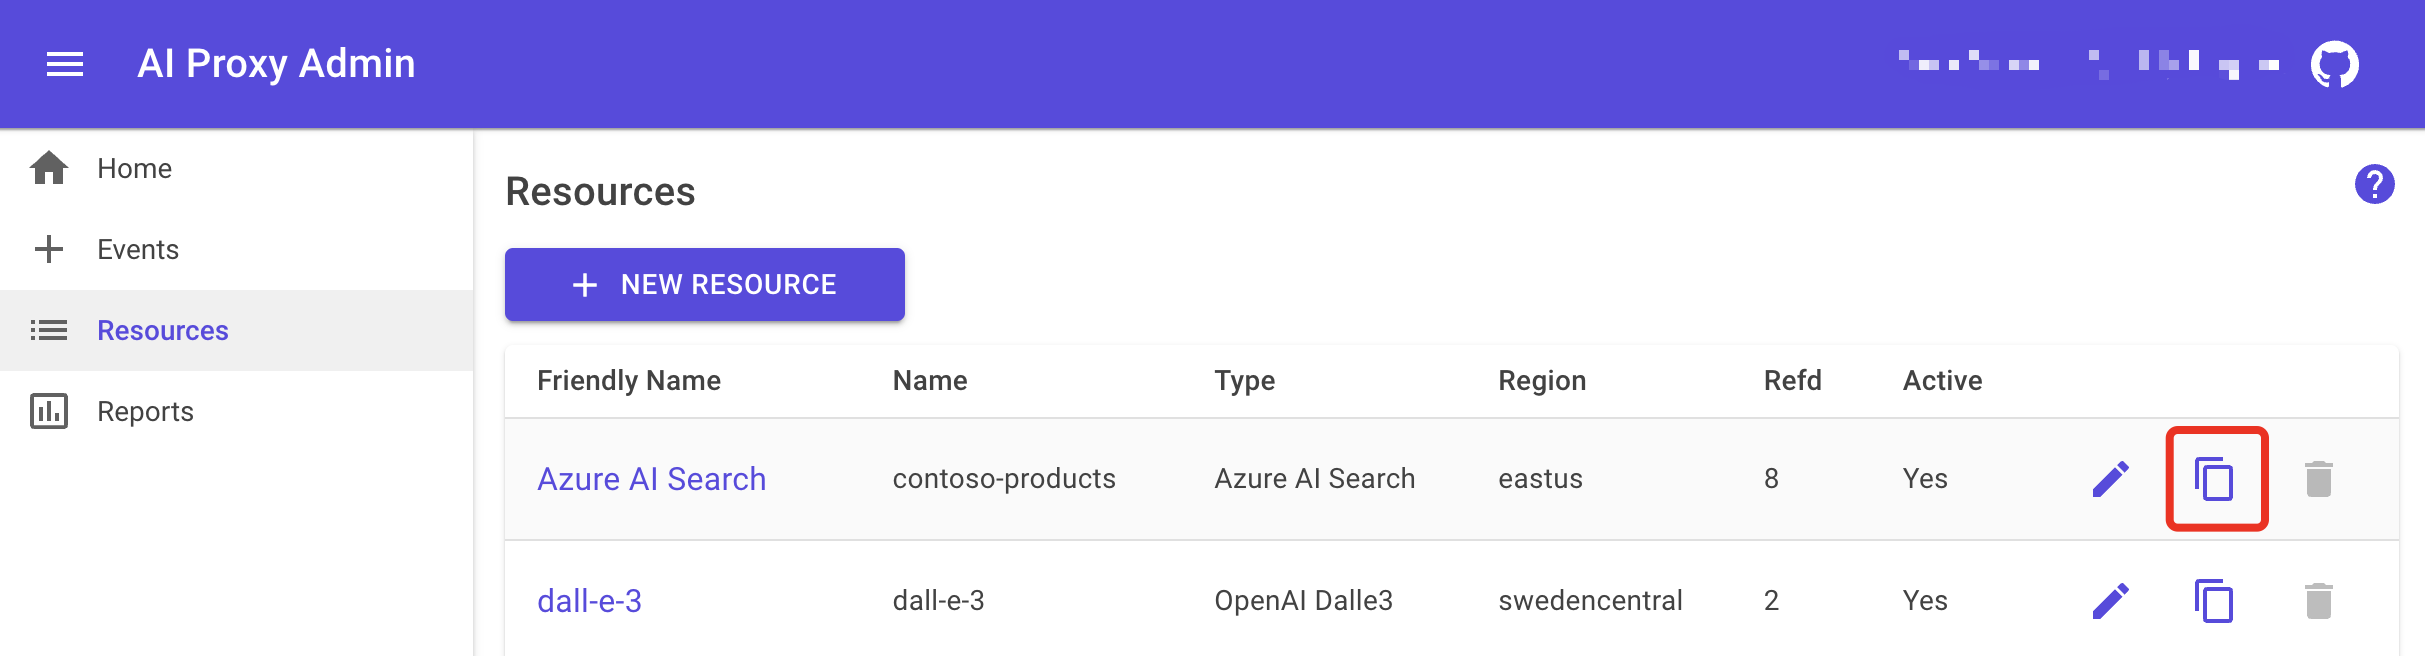 AI Proxy Admin
Home
Events
Resources
Reports
Resources
?
+ NEW RESOURCE
Friendly Name Name Type Region Refd Active
Azure AI Search contoso-products Azure AI Search eastus 8 Yes
dall-e-3 dall-e-3 OpenAI Dalle3 swedencentral 2 Yes